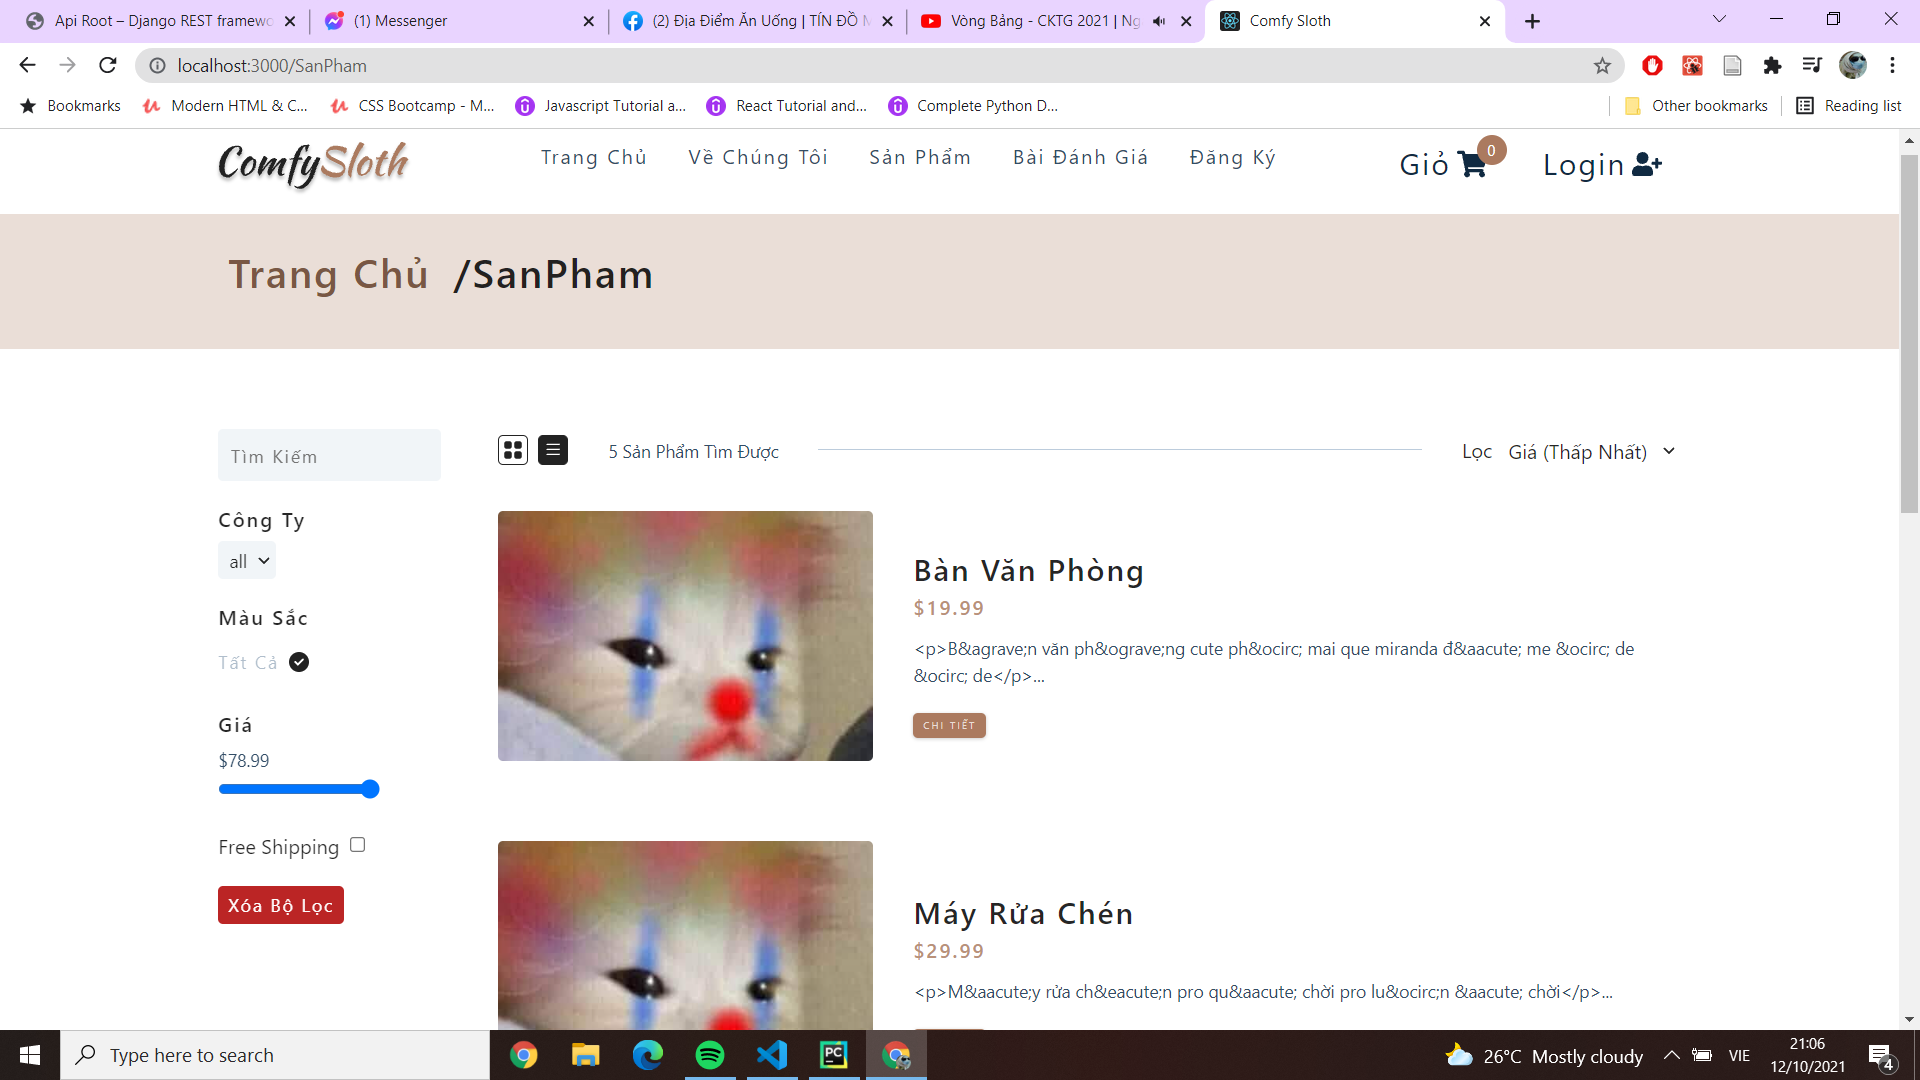 Api Root – Django REST framewo
(1) Messenger
(2) Địa Điểm Ăn Uống | TÍN ĐỒ M
Vòng Bảng - CKTG 2021 | Ng
Comfy Sloth
localhost:3000/SanPham
Bookmarks
Modern HTML & C...
CSS Bootcamp - M...
Javascript Tutorial a...
React Tutorial and...
Complete Python D...
Other bookmarks
Reading list
ComfySloth
Trang Chủ
Về Chúng Tôi
Sản Phẩm
Bài Đánh Giá
Đăng Ký
Giỏ
0
Login
Trang Chủ /SanPham
Tìm Kiếm
5 Sản Phẩm Tìm Được
Lọc
Giá (Thấp Nhất)
Công Ty
all
Màu Sắc
Tất Cả
Giá
$78.99
Free Shipping
Xóa Bộ Lọc
Bàn Văn Phòng
$19.99
<p>B&agrave;n văn ph&ograve;ng cute ph&ocirc; mai que miranda đ&aacute; me &ocirc; de
&ocirc; de</p>...
CHI TIẾT
Máy Rửa Chén
$29.99
<p>M&aacute;y rửa ch&eacute;n pro qu&aacute; chời pro lu&ocirc;n &aacute; chời</p>...
Type here to search
PC
26°C Mostly cloudy
VIE
21:06
12/10/2021
4